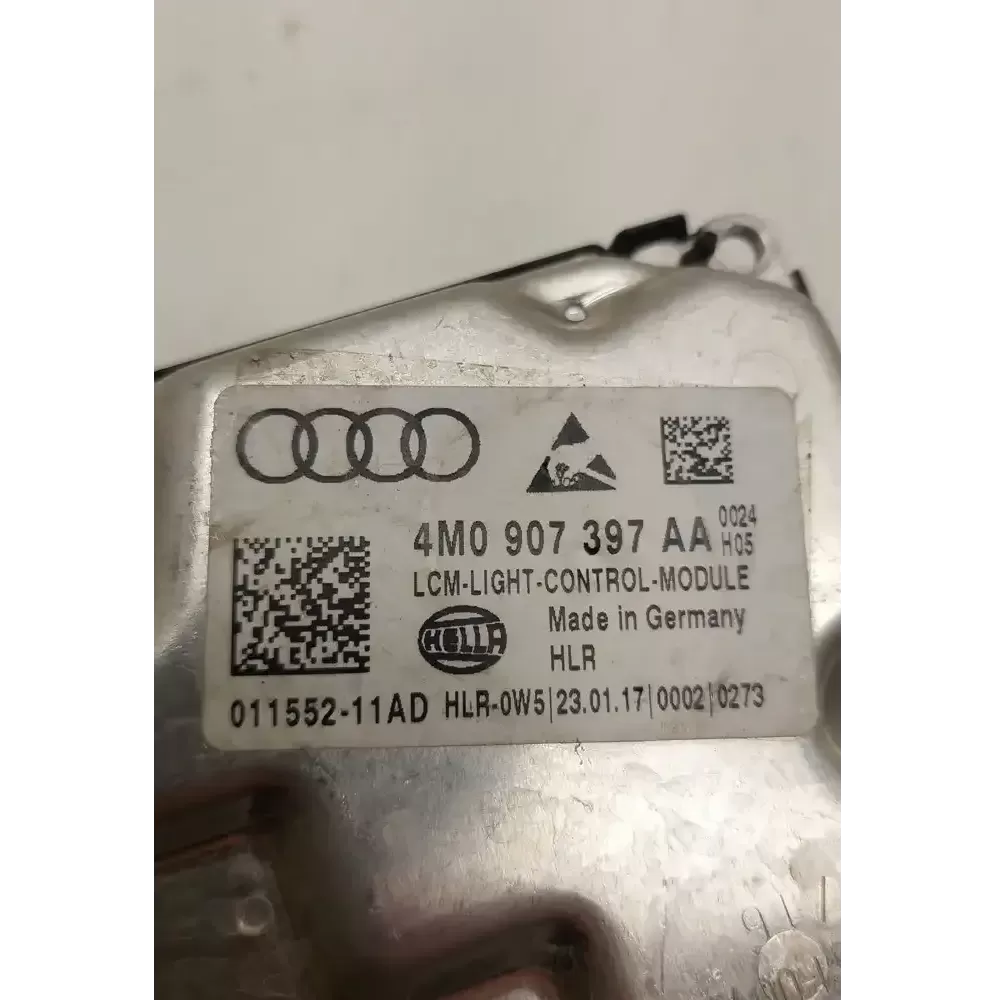 4M0 907 397 AA 0024
H05
LCM-LIGHT-CONTROL-MODULE
HELLA
Made in Germany
HLR
011552-11AD HLR-0W5|23.01.17|0002|0273